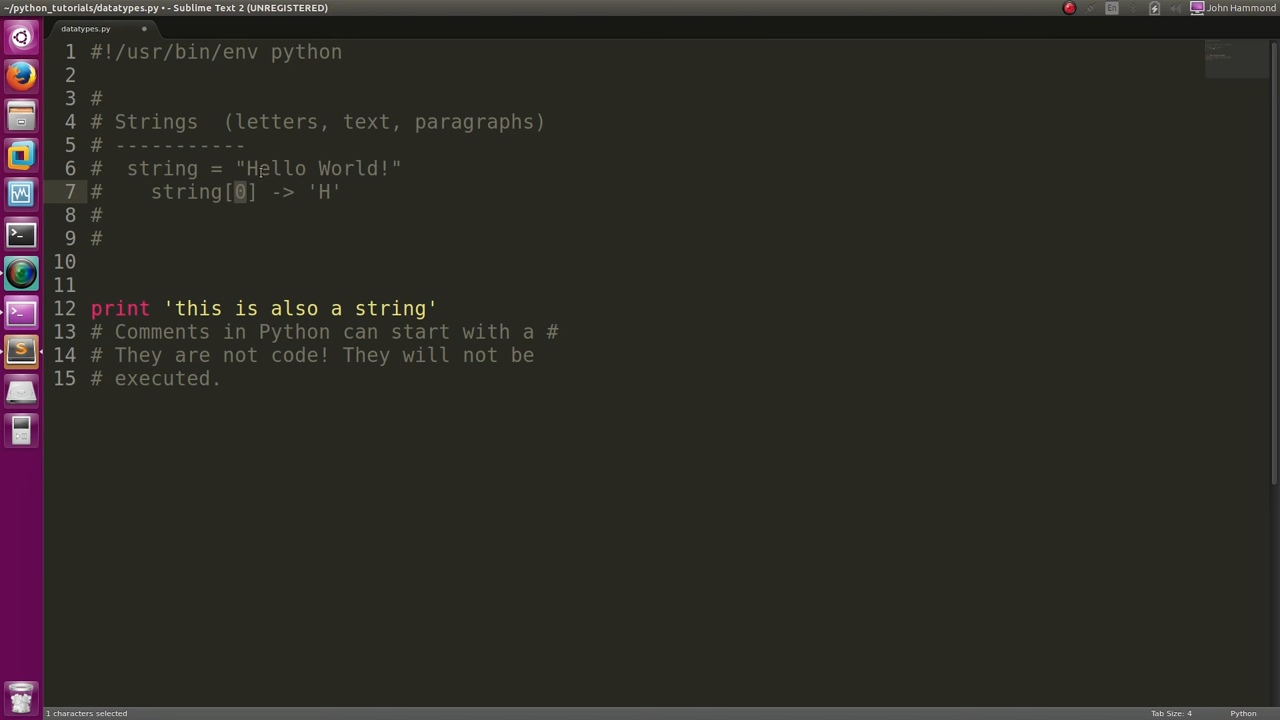 ~/python_tutorials/datatypes.py • - Sublime Text 2 (UNREGISTERED)
En
John Hammond
datatypes.py
1 #!/usr/bin/env python
2
3 #
4 # Strings  (letters, text, paragraphs)
5 # -----------
6 #  string = "Hello World!"
7 #    string[0] -> 'H'
8 #
9 #
10
11
12 print 'this is also a string'
13 # Comments in Python can start with a #
14 # They are not code! They will not be
15 # executed.
1 characters selected
Tab Size: 4
Python